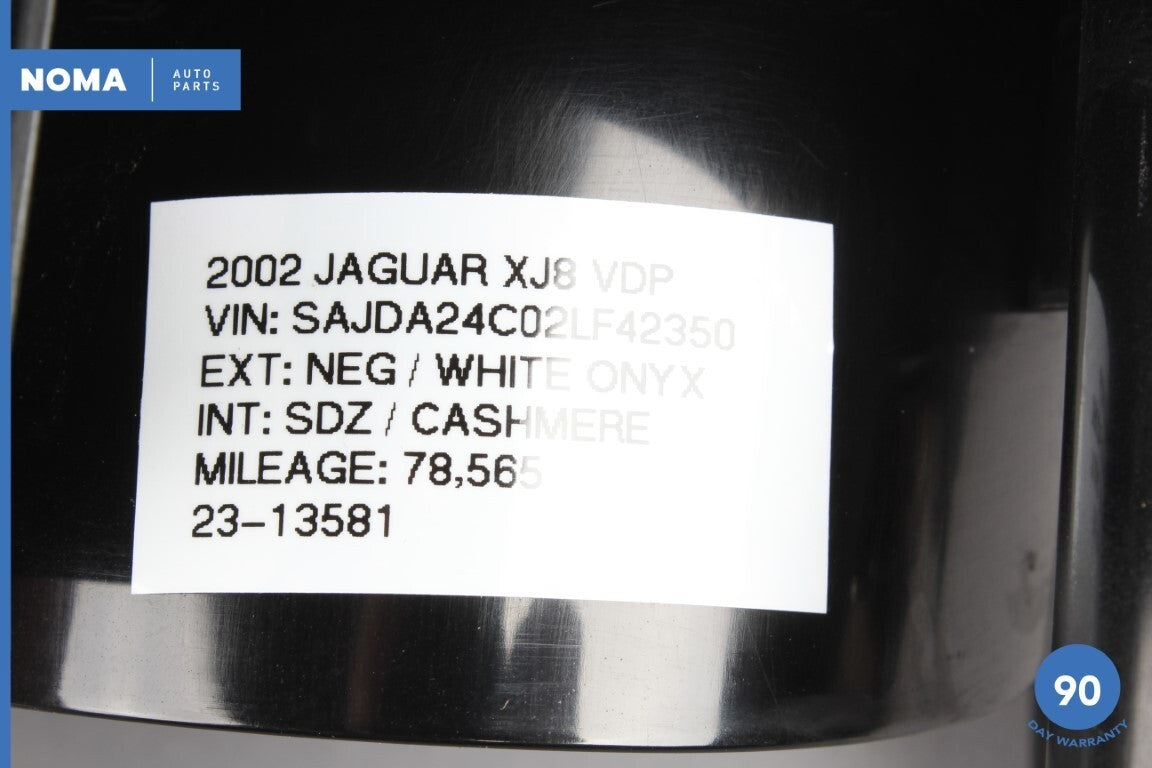 NOMA
AUTO
PARTS
2002 JAGUAR XJ8 VDP
VIN: SAJDA24C02LF42350
EXT: NEG / WHITE ONYX
INT: SDZ / CASHMERE
MILEAGE: 78,565
23-13581
90
DAY WARRANTY